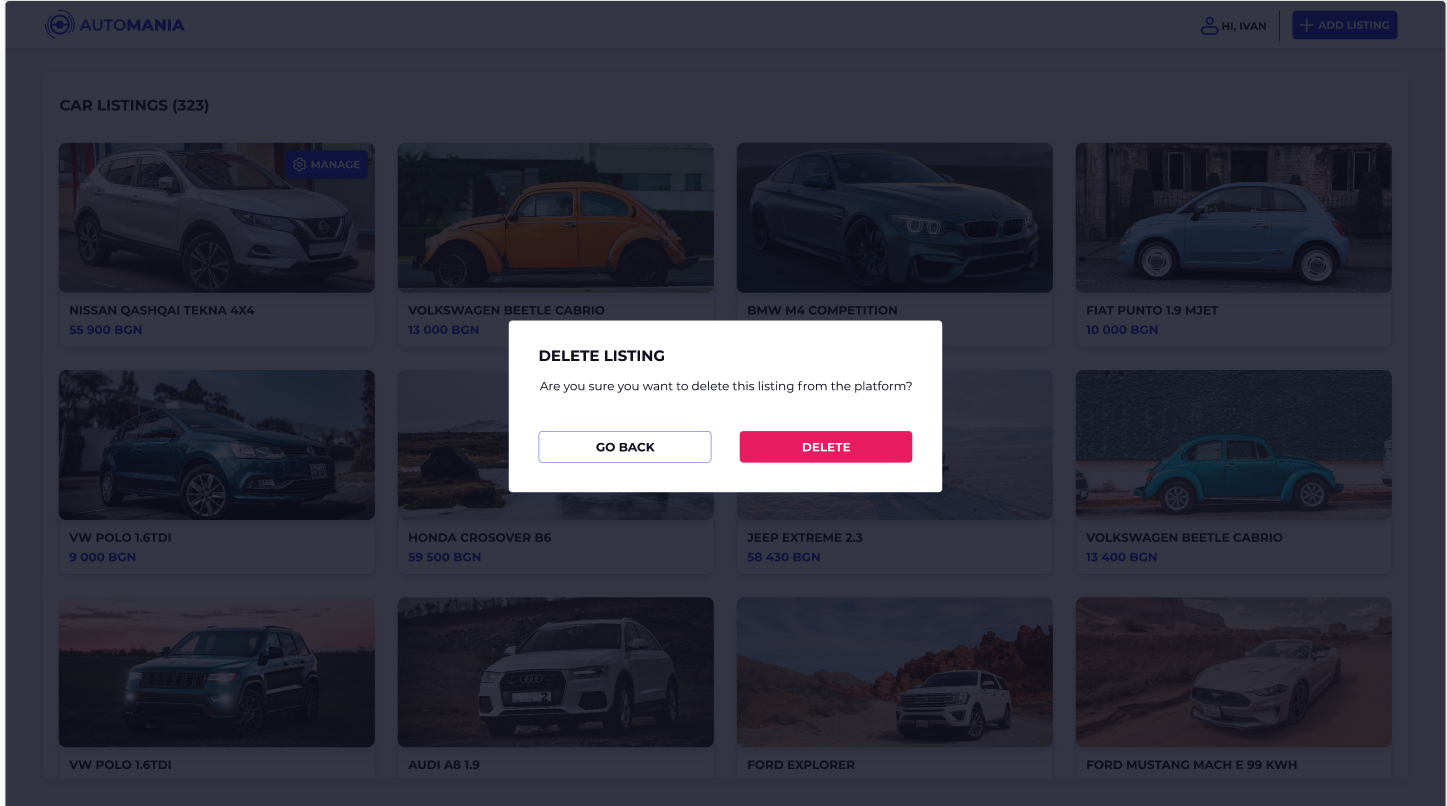 AUTOMANIA
HI, IVAN
ADD LISTING
CAR LISTINGS (323)
MANAGE
NISSAN QASHQAI TEKNA 4X4
55 900 BGN
VOLKSWAGEN BEETLE CABRIO
13 000 BGN
BMW M4 COMPETITION
FIAT PUNTO 1.9 MJET
10 000 BGN
DELETE LISTING
Are you sure you want to delete this listing from the platform?
GO BACK
DELETE
VW POLO 1.6TDI
9 000 BGN
HONDA CROSOVER B6
59 500 BGN
JEEP EXTREME 2.3
58 430 BGN
VOLKSWAGEN BEETLE CABRIO
13 400 BGN
VW POLO 1.6TDI
AUDI A8 1.9
FORD EXPLORER
FORD MUSTANG MACH E 99 KWH